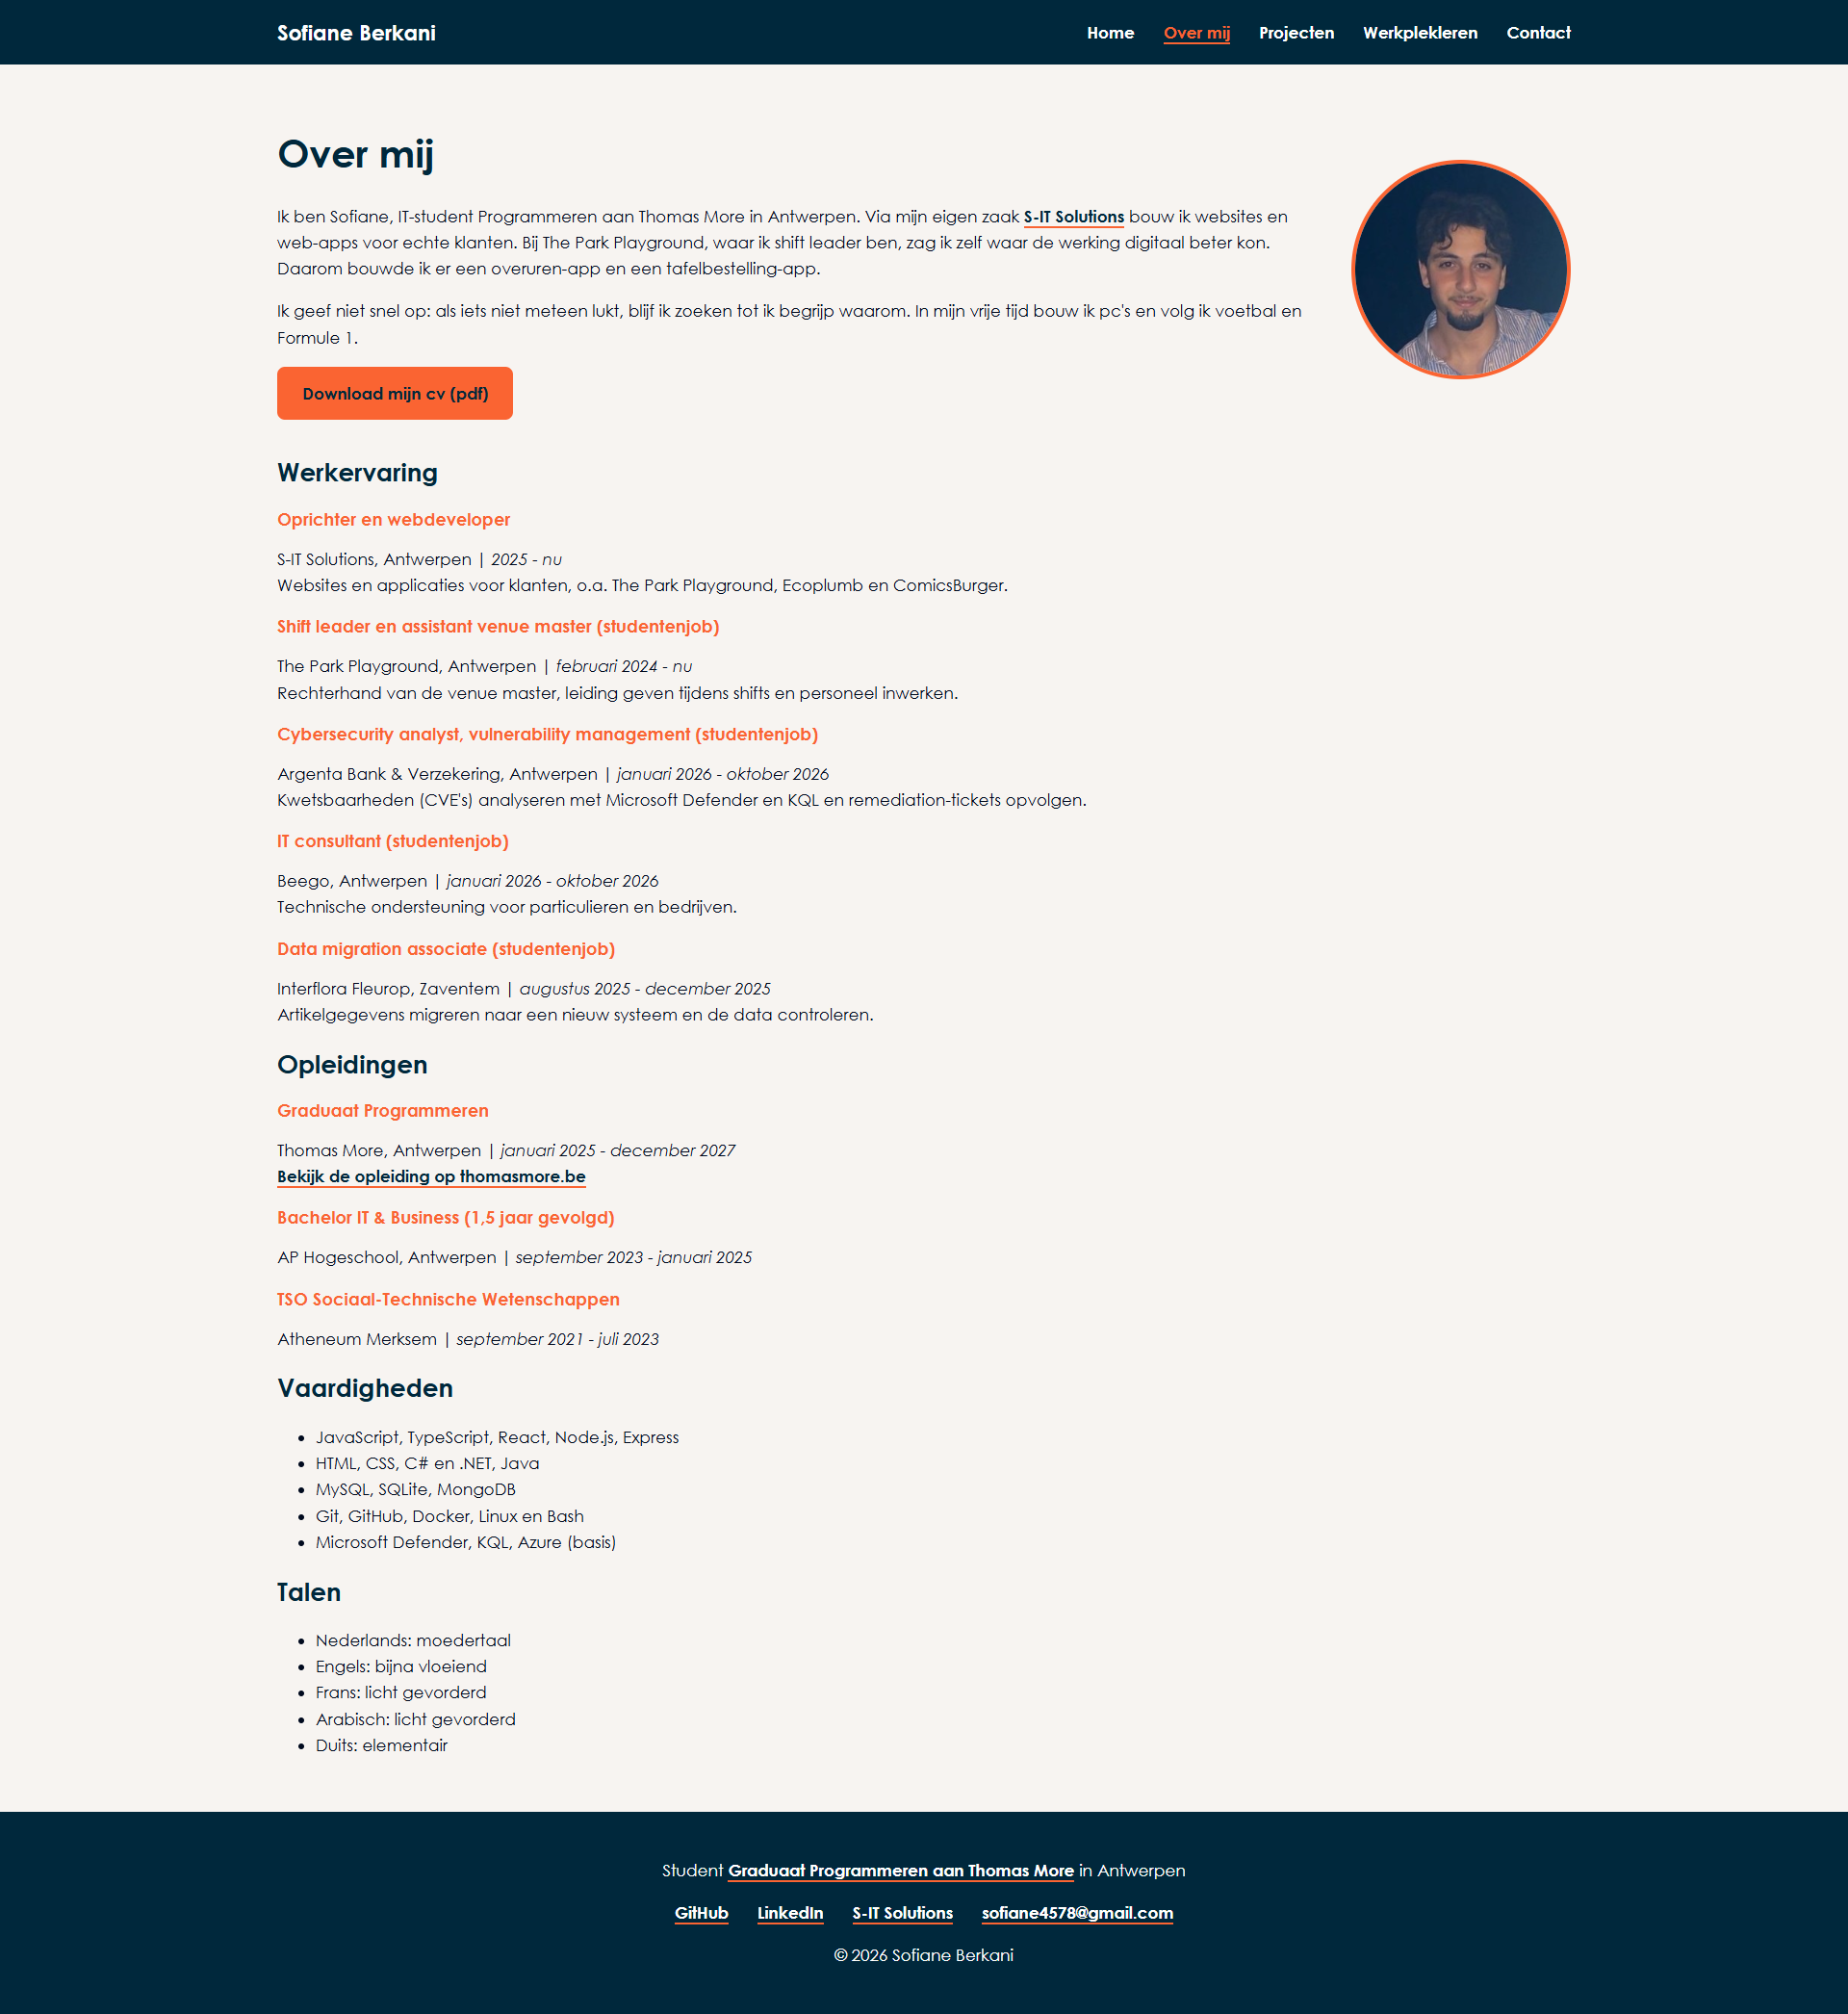 Sofiane Berkani
Home Over mij Projecten Werkplekleren Contact
Over mij
Ik ben Sofiane, IT-student Programmeren aan Thomas More in Antwerpen. Via mijn eigen zaak S-IT Solutions bouw ik websites en
web-apps voor echte klanten. Bij The Park Playground, waar ik shift leader ben, zag ik zelf waar de werking digitaal beter kon.
Daarom bouwde ik er een overuren-app en een tafelbestelling-app.
Ik geef niet snel op: als iets niet meteen lukt, blijf ik zoeken tot ik begrijp waarom. In mijn vrije tijd bouw ik pc's en volg ik voetbal en
Formule 1.
Download mijn cv (pdf)
Werkervaring
Oprichter en webdeveloper
S-IT Solutions, Antwerpen | 2025 - nu
Websites en applicaties voor klanten, o.a. The Park Playground, Ecoplumb en ComicsBurger.
Shift leader en assistant venue master (studentenjob)
The Park Playground, Antwerpen | februari 2024 - nu
Rechterhand van de venue master, leiding geven tijdens shifts en personeel inwerken.
Cybersecurity analyst, vulnerability management (studentenjob)
Argenta Bank & Verzekering, Antwerpen | januari 2026 - oktober 2026
Kwetsbaarheden (CVE's) analyseren met Microsoft Defender en KQL en remediation-tickets opvolgen.
IT consultant (studentenjob)
Beego, Antwerpen | januari 2026 - oktober 2026
Technische ondersteuning voor particulieren en bedrijven.
Data migration associate (studentenjob)
Interflora Fleurop, Zaventem | augustus 2025 - december 2025
Artikelgegevens migreren naar een nieuw systeem en de data controleren.
Opleidingen
Graduaat Programmeren
Thomas More, Antwerpen | januari 2025 - december 2027
Bekijk de opleiding op thomasmore.be
Bachelor IT & Business (1,5 jaar gevolgd)
AP Hogeschool, Antwerpen | september 2023 - januari 2025
TSO Sociaal-Technische Wetenschappen
Atheneum Merksem | september 2021 - juli 2023
Vaardigheden
• JavaScript, TypeScript, React, Node.js, Express
• HTML, CSS, C# en .NET, Java
• MySQL, SQLite, MongoDB
• Git, GitHub, Docker, Linux en Bash
• Microsoft Defender, KQL, Azure (basis)
Talen
• Nederlands: moedertaal
• Engels: bijna vloeiend
• Frans: licht gevorderd
• Arabisch: licht gevorderd
• Duits: elementair
Student Graduaat Programmeren aan Thomas More in Antwerpen
GitHub LinkedIn S-IT Solutions sofiane4578@gmail.com
© 2026 Sofiane Berkani